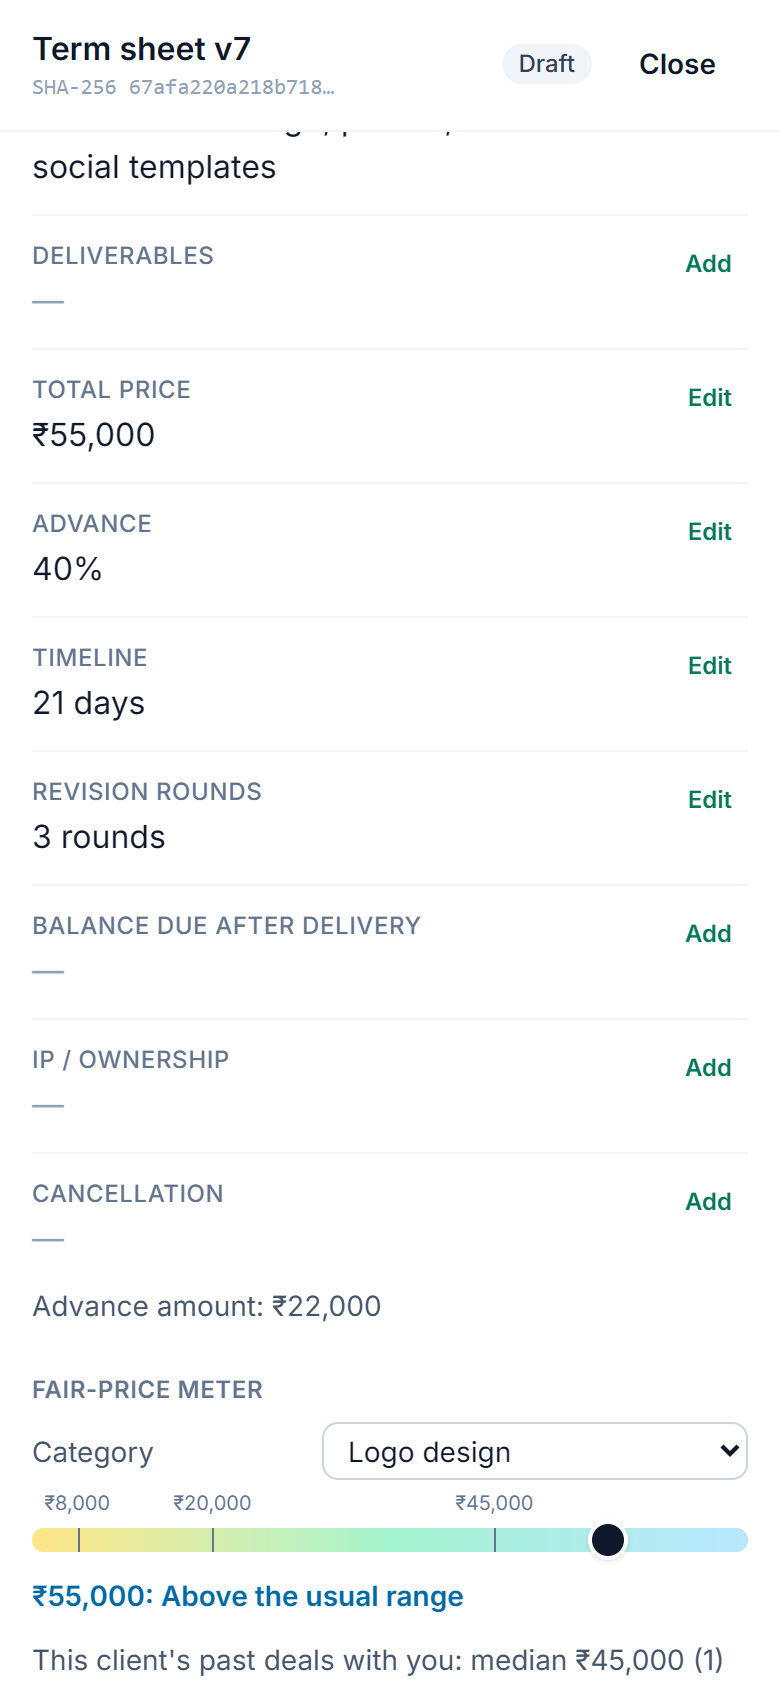 Term sheet v7
SHA-256 67afa220a218b718…
Draft
Close
social templates
DELIVERABLES
Add
—
TOTAL PRICE
Edit
₹55,000
ADVANCE
Edit
40%
TIMELINE
Edit
21 days
REVISION ROUNDS
Edit
3 rounds
BALANCE DUE AFTER DELIVERY
Add
—
IP / OWNERSHIP
Add
—
CANCELLATION
Add
—
Advance amount: ₹22,000
FAIR-PRICE METER
Category
Logo design
₹8,000 ₹20,000 ₹45,000
₹55,000: Above the usual range
This client's past deals with you: median ₹45,000 (1)